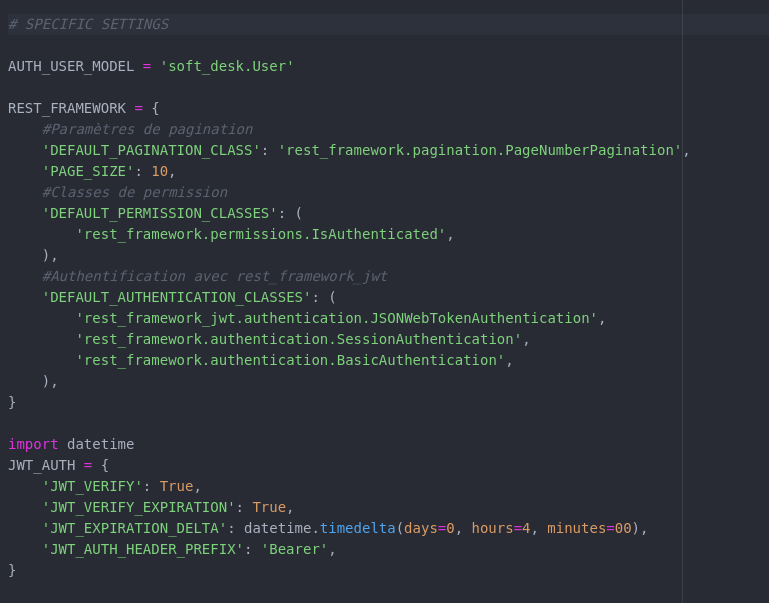 # SPECIFIC SETTINGS
AUTH_USER_MODEL = 'soft_desk.User'
REST_FRAMEWORK = {
    #Paramètres de pagination
    'DEFAULT_PAGINATION_CLASS': 'rest_framework.pagination.PageNumberPagination',
    'PAGE_SIZE': 10,
    #Classes de permission
    'DEFAULT_PERMISSION_CLASSES': (
        'rest_framework.permissions.IsAuthenticated',
    ),
    #Authentification avec rest_framework_jwt
    'DEFAULT_AUTHENTICATION_CLASSES': (
        'rest_framework_jwt.authentication.JSONWebTokenAuthentication',
        'rest_framework.authentication.SessionAuthentication',
        'rest_framework.authentication.BasicAuthentication',
    ),
}
import datetime
JWT_AUTH = {
    'JWT_VERIFY': True,
    'JWT_VERIFY_EXPIRATION': True,
    'JWT_EXPIRATION_DELTA': datetime.timedelta(days=0, hours=4, minutes=00),
    'JWT_AUTH_HEADER_PREFIX': 'Bearer',
}